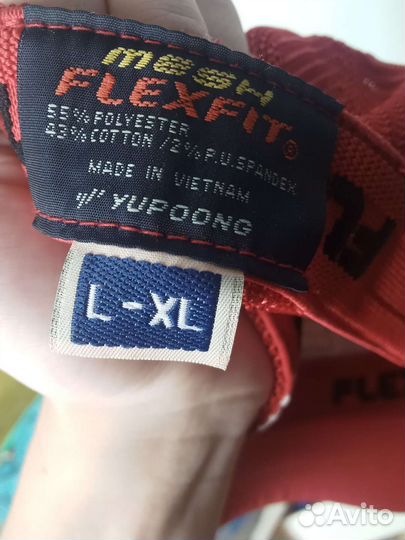 MESH
FLEXFIT®
55% POLYESTER
43% COTTON / 2% P.U.SPANDEX
MADE IN VIETNAM
YUPOONG
L-XL
FLEX
Avito